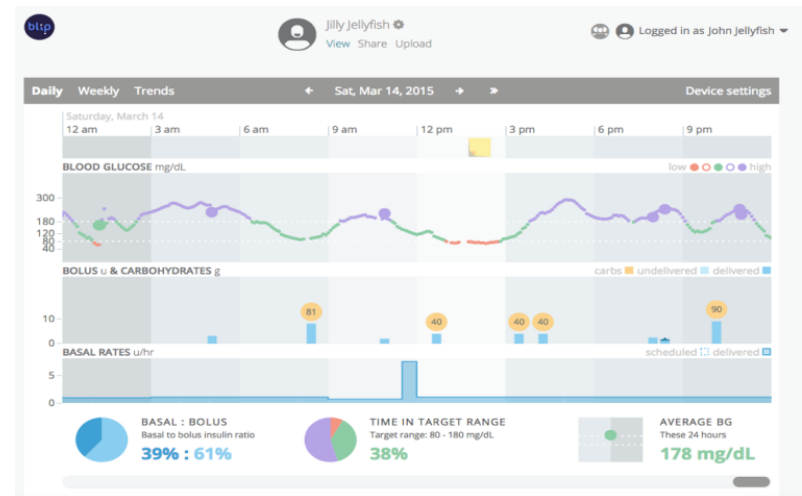 blip
Jilly Jellyfish
View Share Upload
Logged in as John Jellyfish
Daily Weekly Trends
Sat, Mar 14, 2015
Device settings
Saturday, March 14
12 am 3 am 6 am 9 am 12 pm 3 pm 6 pm 9 pm
BLOOD GLUCOSE mg/dL
low high
300
180
120
80
40
BOLUS u & CARBOHYDRATES g
carbs undelivered delivered
81 40 40 40 90
10
0
BASAL RATES u/hr
scheduled delivered
5
0
BASAL : BOLUS
Basal to bolus insulin ratio
39% : 61%
TIME IN TARGET RANGE
Target range: 80 - 180 mg/dL
38%
AVERAGE BG
These 24 hours
178 mg/dL